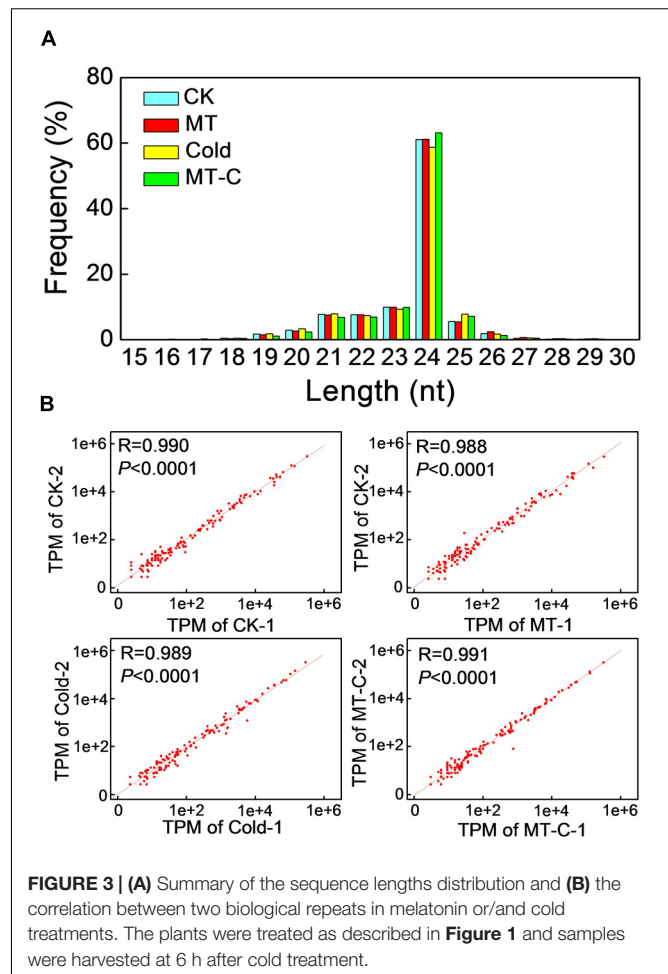 A
80
60
40
20
0
Frequency (%)
CK
MT
Cold
MT-C
15 16 17 18 19 20 21 22 23 24 25 26 27 28 29 30
Length (nt)
B
R=0.990
P<0.0001
TPM of CK-2
1e+6
1e+4
1e+2
0
0 1e+2 1e+4 1e+6
TPM of CK-1
R=0.988
P<0.0001
TPM of CK-2
1e+6
1e+4
1e+2
0
0 1e+2 1e+4 1e+6
TPM of MT-1
R=0.989
P<0.0001
TPM of Cold-2
1e+6
1e+4
1e+2
0
0 1e+2 1e+4 1e+6
TPM of Cold-1
R=0.991
P<0.0001
TPM of MT-C-2
1e+6
1e+4
1e+2
0
0 1e+2 1e+4 1e+6
TPM of MT-C-1
FIGURE 3 | (A) Summary of the sequence lengths distribution and (B) the
correlation between two biological repeats in melatonin or/and cold
treatments. The plants were treated as described in Figure 1 and samples
were harvested at 6 h after cold treatment.